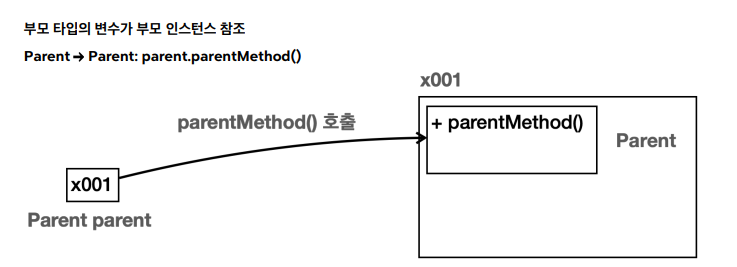 부모 타입의 변수가 부모 인스턴스 참조
Parent → Parent: parent.parentMethod()
x001
parentMethod() 호출
+ parentMethod()
Parent
x001
Parent parent